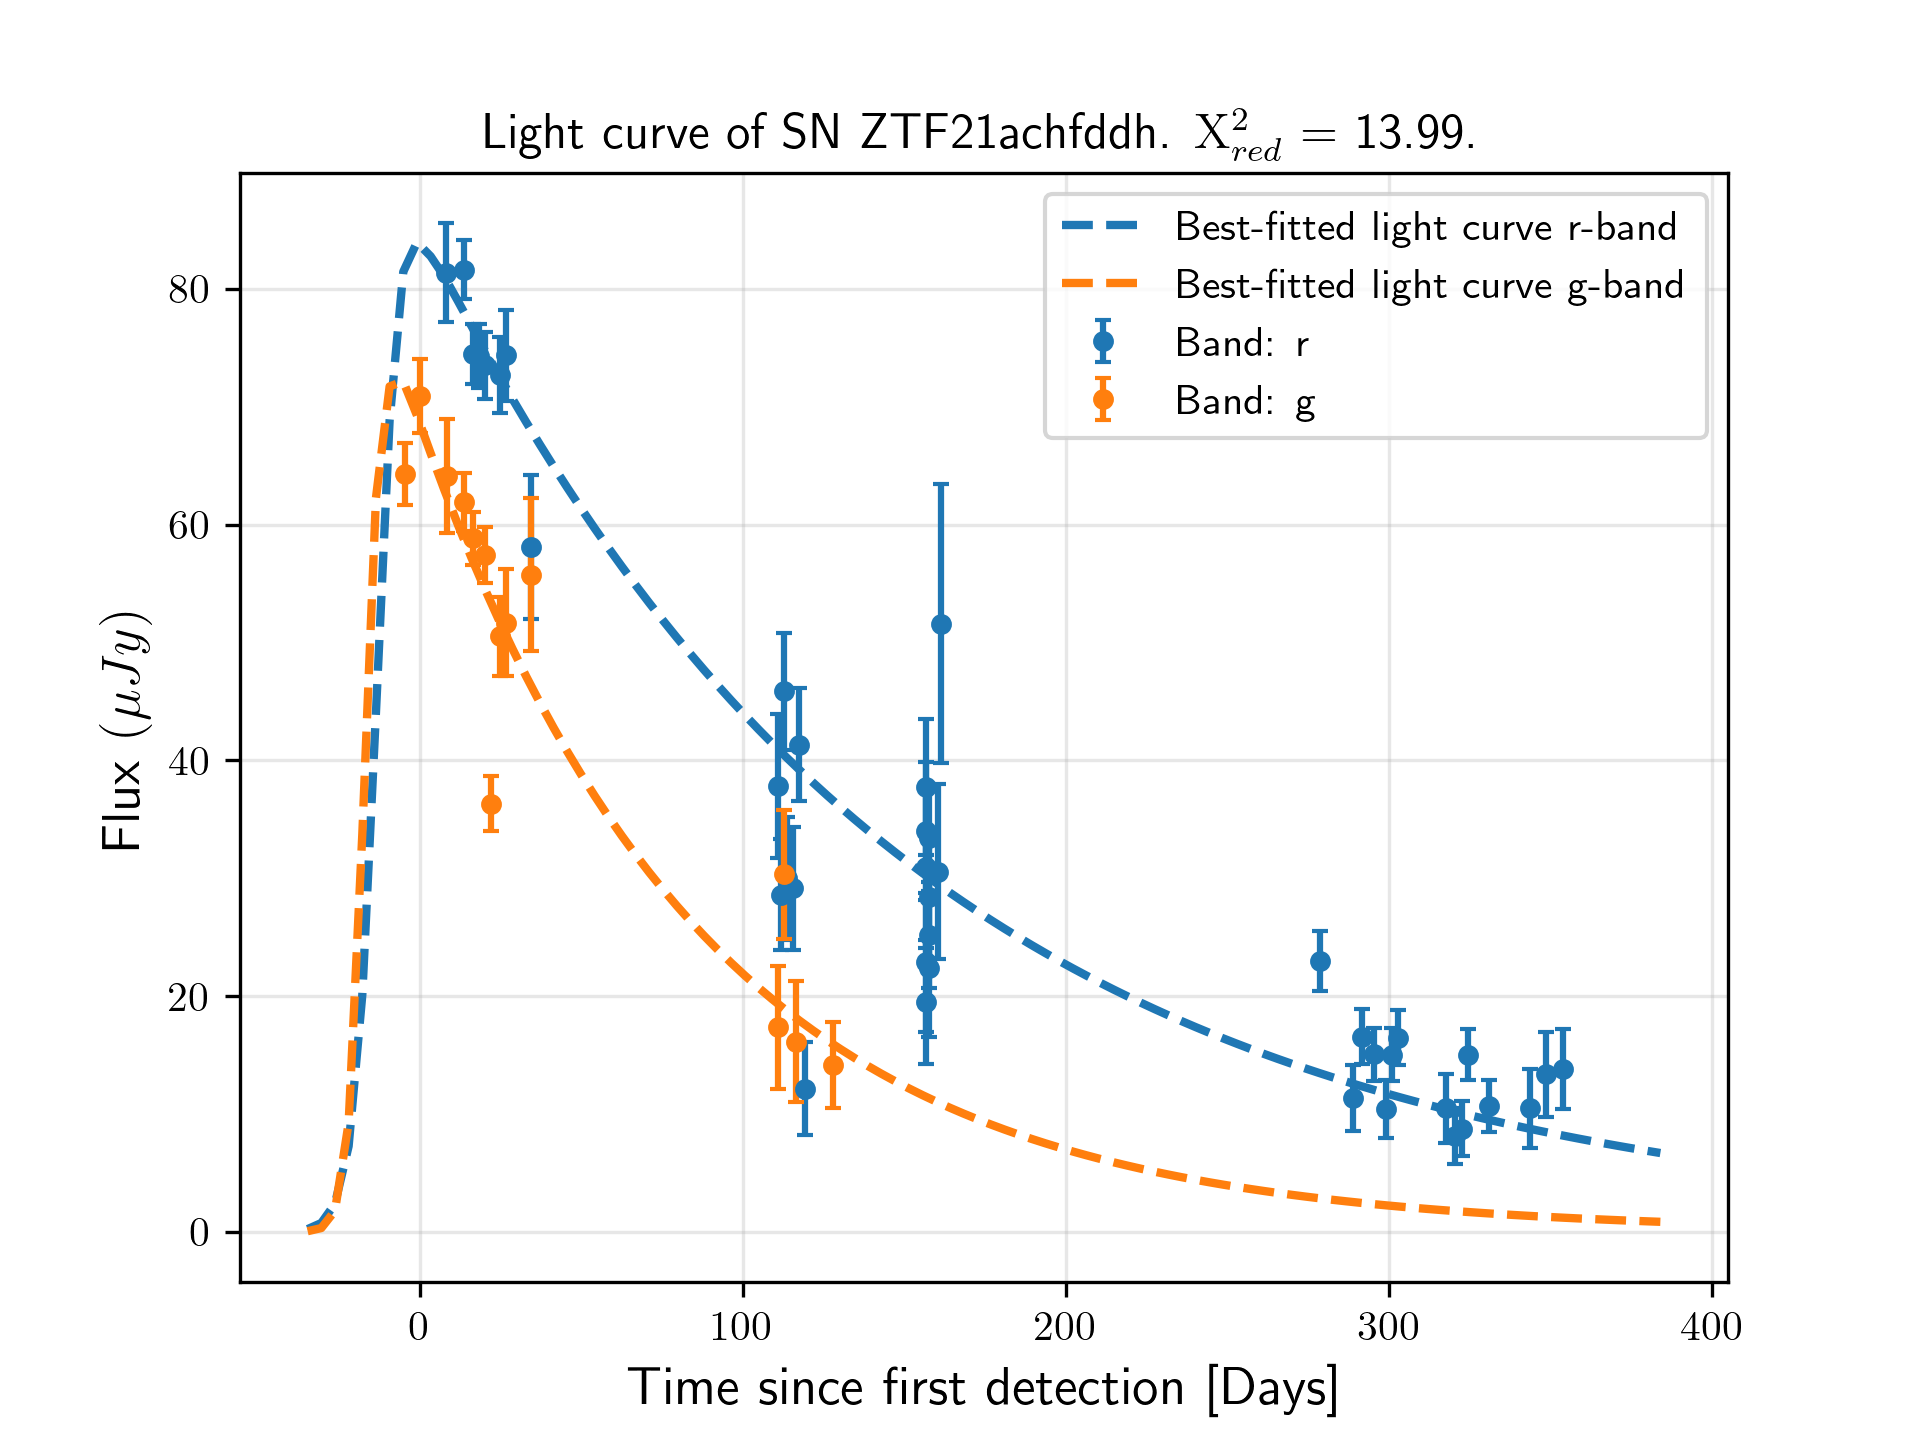 Light curve of SN ZTF21achfddh. X²_red = 13.99.
Best-fitted light curve r-band
Best-fitted light curve g-band
Band: r
Band: g
80
60
40
20
0
Flux (μJy)
0 100 200 300 400
Time since first detection [Days]